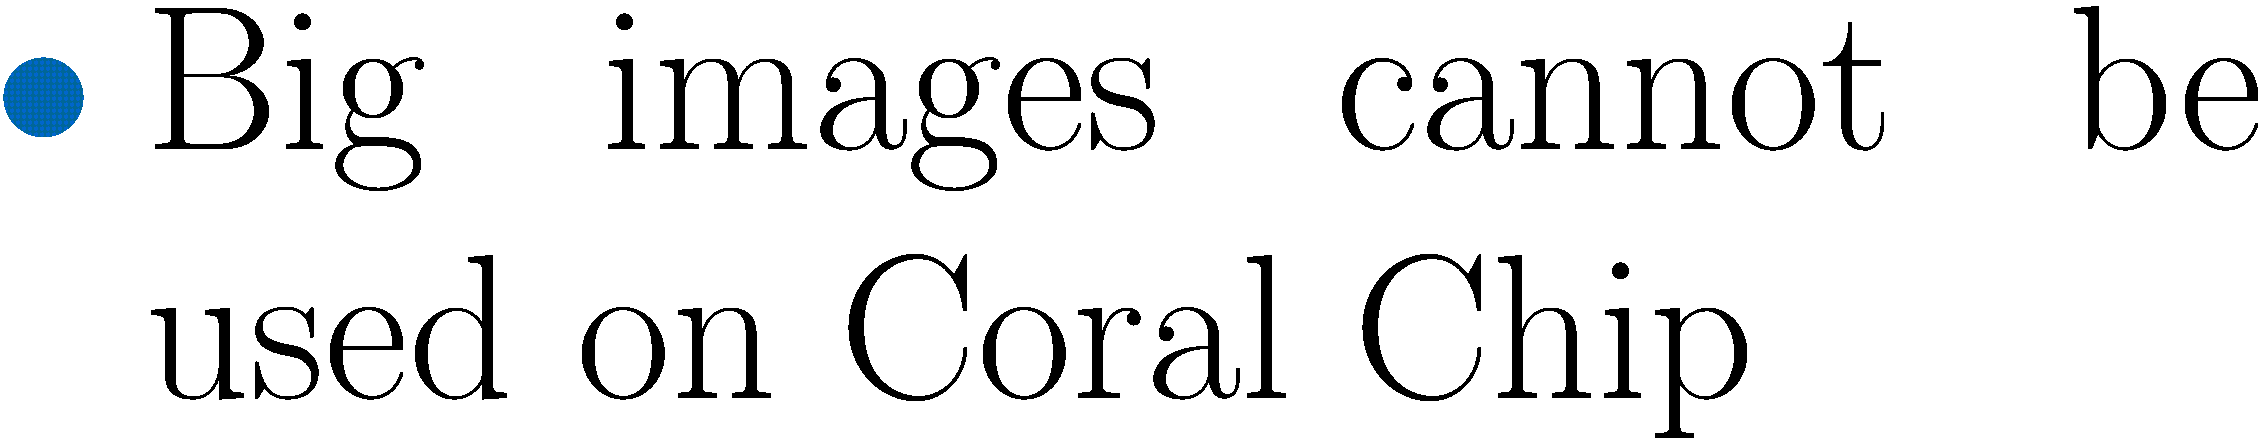 • Big images cannot be
used on Coral Chip